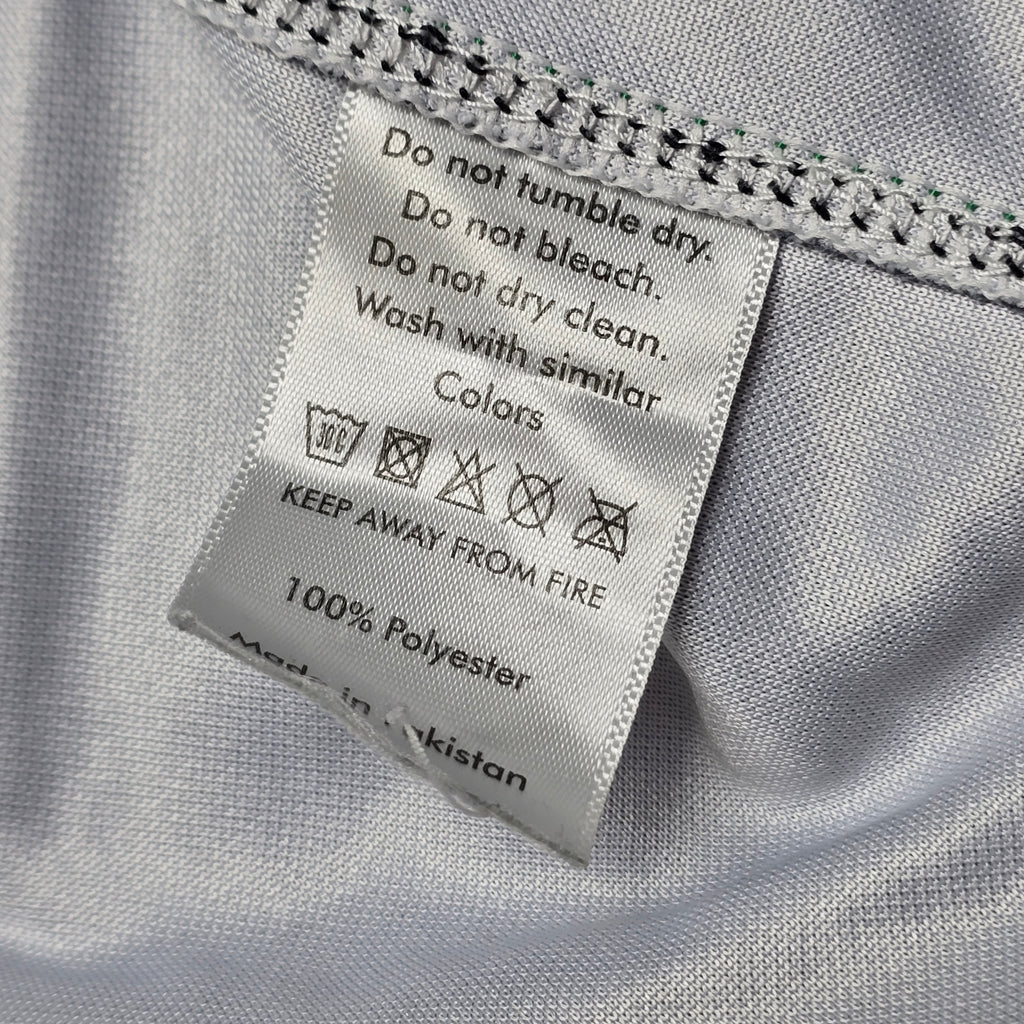 Do not tumble dry.
Do not bleach.
Do not dry clean.
Wash with similar
Colors
30C
KEEP AWAY FROM FIRE
100% Polyester
Made in Pakistan